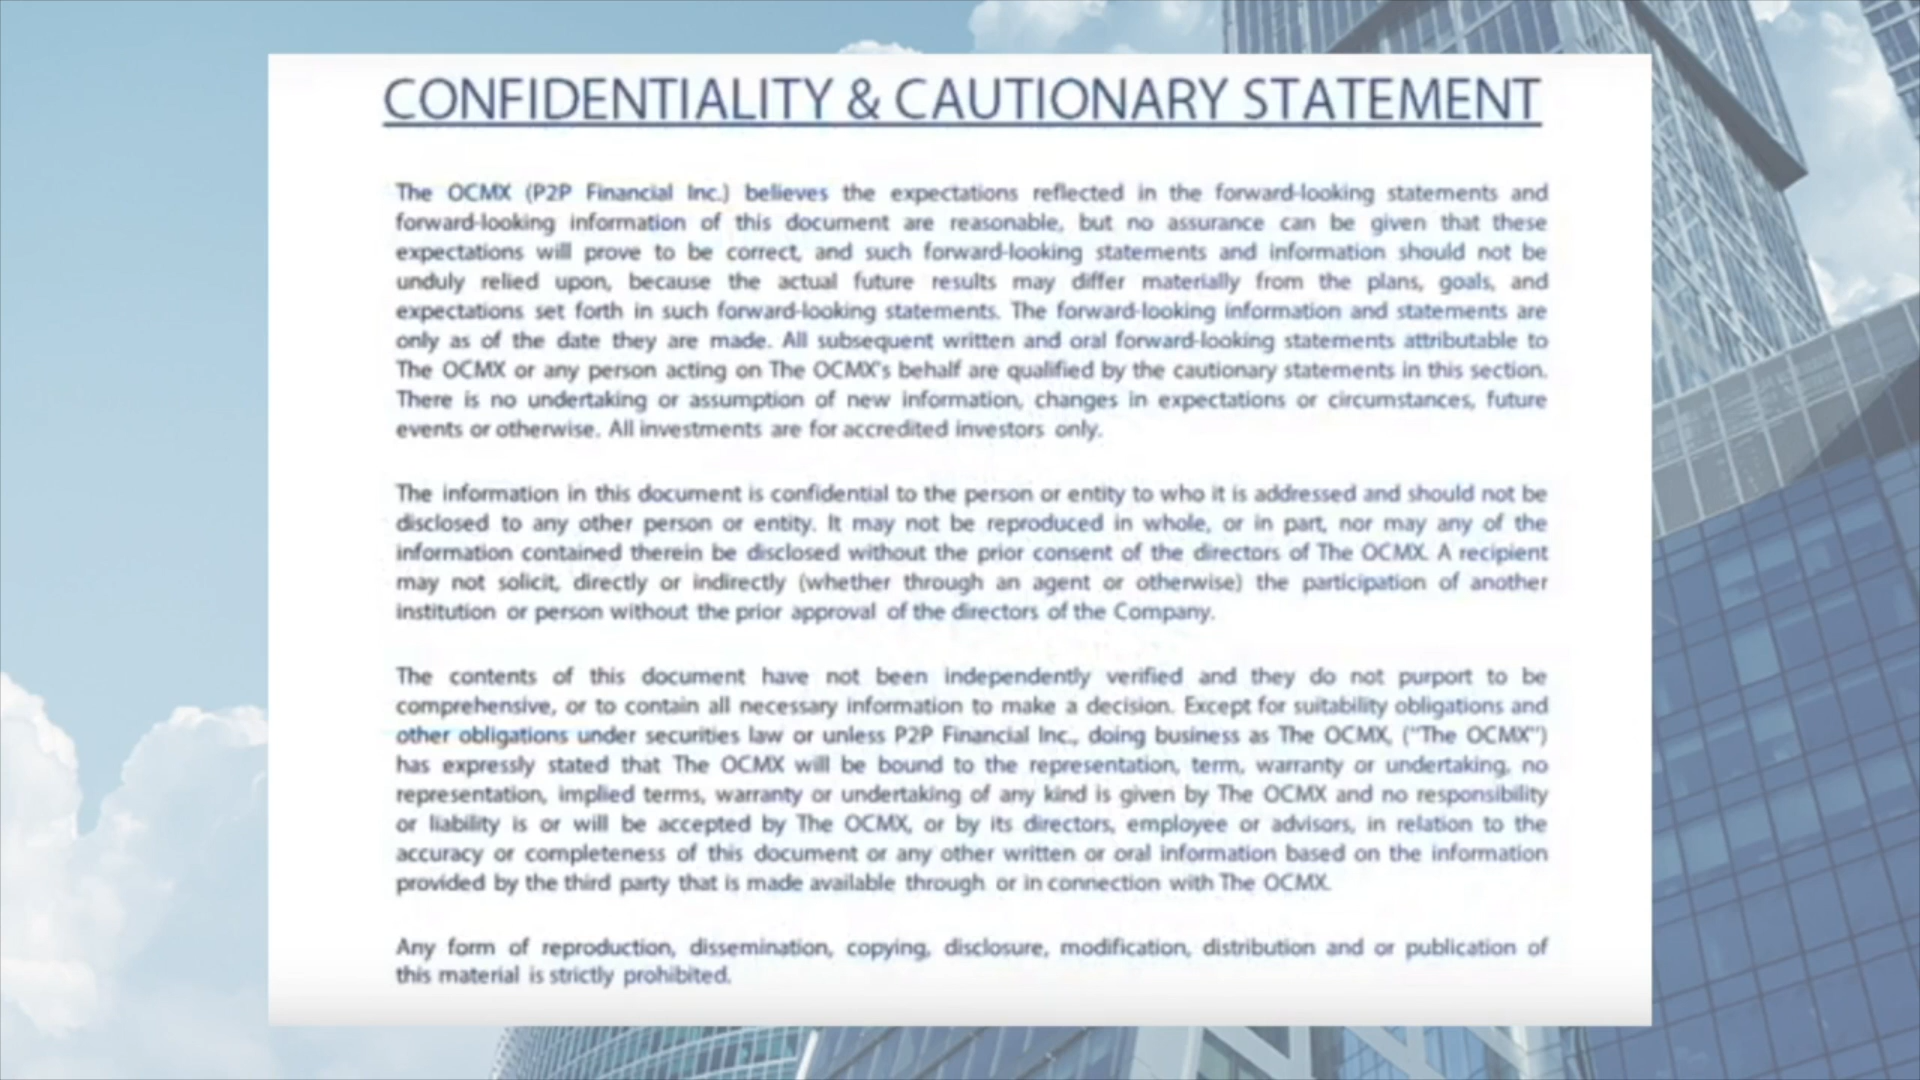 CONFIDENTIALITY & CAUTIONARY STATEMENT
The OCMX (P2P Financial Inc.) believes the expectations reflected in the forward-looking statements and
forward-looking information of this document are reasonable, but no assurance can be given that these
expectations will prove to be correct, and such forward-looking statements and information should not be
unduly relied upon, because the actual future results may differ materially from the plans, goals, and
expectations set forth in such forward-looking statements. The forward-looking information and statements are
only as of the date they are made. All subsequent written and oral forward-looking statements attributable to
The OCMX or any person acting on The OCMX's behalf are qualified by the cautionary statements in this section.
There is no undertaking or assumption of new information, changes in expectations or circumstances, future
events or otherwise. All investments are for accredited investors only.
The information in this document is confidential to the person or entity to who it is addressed and should not be
disclosed to any other person or entity. It may not be reproduced in whole, or in part, nor may any of the
information contained therein be disclosed without the prior consent of the directors of The OCMX. A recipient
may not solicit, directly or indirectly (whether through an agent or otherwise) the participation of another
institution or person without the prior approval of the directors of the Company.
The contents of this document have not been independently verified and they do not purport to be
comprehensive, or to contain all necessary information to make a decision. Except for suitability obligations and
other obligations under securities law or unless P2P Financial Inc., doing business as The OCMX, ("The OCMX")
has expressly stated that The OCMX will be bound to the representation, term, warranty or undertaking, no
representation, implied terms, warranty or undertaking of any kind is given by The OCMX and no responsibility
or liability is or will be accepted by The OCMX, or by its directors, employee or advisors, in relation to the
accuracy or completeness of this document or any other written or oral information based on the information
provided by the third party that is made available through or in connection with The OCMX.
Any form of reproduction, dissemination, copying, disclosure, modification, distribution and or publication of
this material is strictly prohibited.